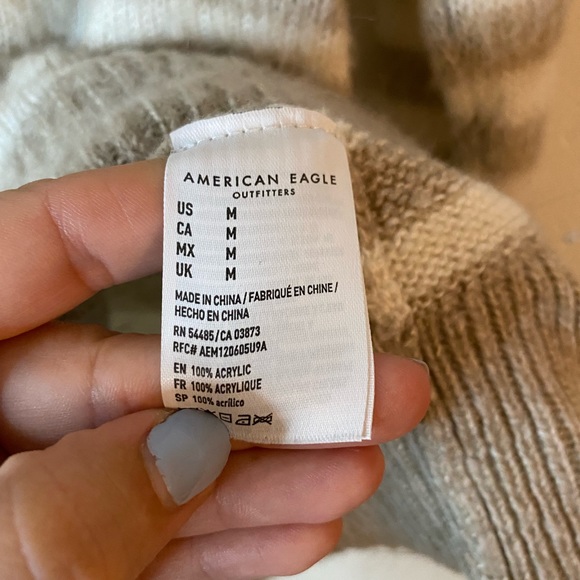 AMERICAN EAGLE
OUTFITTERS
US M
CA M
MX M
UK M
MADE IN CHINA / FABRIQUÉ EN CHINE /
HECHO EN CHINA
RN 54485/CA 03873
RFC# AEM120605U9A
EN 100% ACRYLIC
FR 100% ACRYLIQUE
SP 100% acrílico